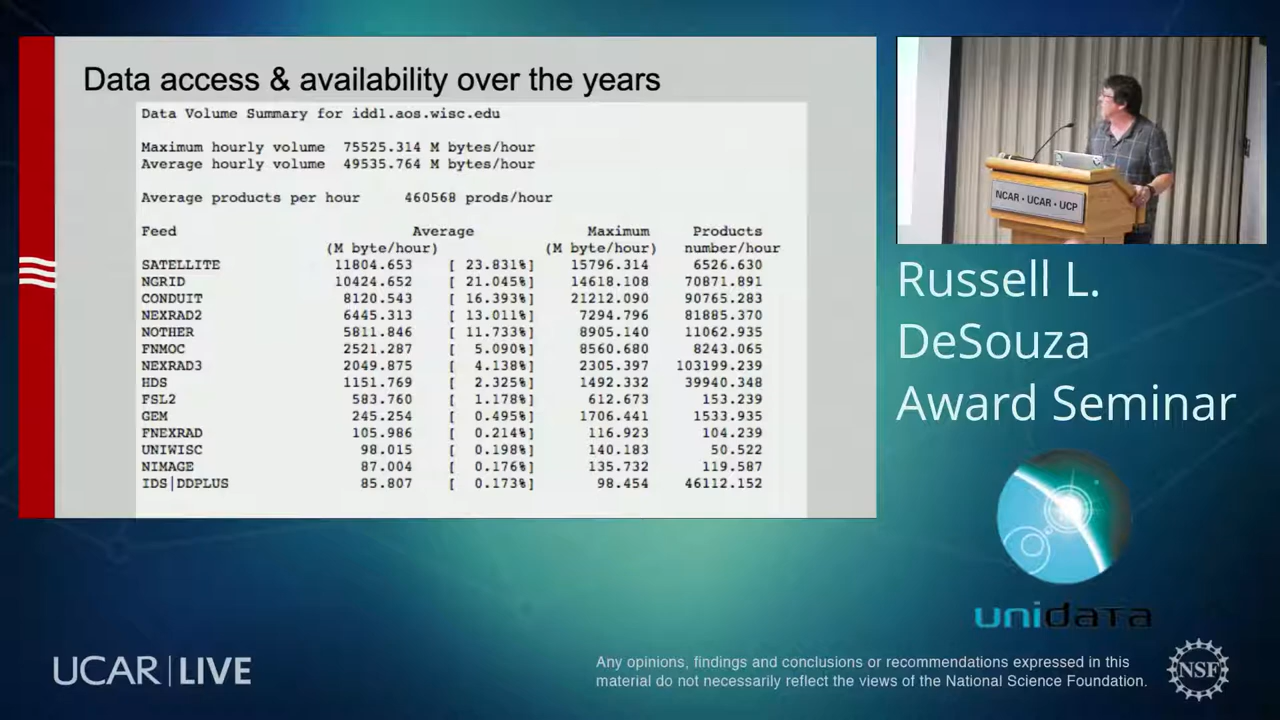 Data access & availability over the years
Data Volume Summary for idd1.aos.wisc.edu
Maximum hourly volume 75525.314 M bytes/hour
Average hourly volume 49535.764 M bytes/hour
Average products per hour 460568 prods/hour
Feed Average Maximum Products
(M byte/hour) (M byte/hour) number/hour
SATELLITE 11804.653 [ 23.831%] 15796.314 6526.630
NGRID 10424.652 [ 21.045%] 14618.108 70871.891
CONDUIT 8120.543 [ 16.393%] 21212.090 90765.283
NEXRAD2 6445.313 [ 13.011%] 7294.796 81885.370
NOTHER 5811.846 [ 11.733%] 8905.140 11062.935
FNMOC 2521.287 [ 5.090%] 8560.680 8243.065
NEXRAD3 2049.875 [ 4.138%] 2305.397 103199.239
HDS 1151.769 [ 2.325%] 1492.332 39940.348
FSL2 583.760 [ 1.178%] 612.673 153.239
GEM 245.254 [ 0.495%] 1706.441 1533.935
FNEXRAD 105.986 [ 0.214%] 116.923 104.239
UNIWISC 98.015 [ 0.198%] 140.183 50.522
NIMAGE 87.004 [ 0.176%] 135.732 119.587
IDS|DDPLUS 85.807 [ 0.173%] 98.454 46112.152
NCAR • UCAR • UCP
Russell L.
DeSouza
Award Seminar
unidata
UCAR | LIVE
Any opinions, findings and conclusions or recommendations expressed in this
material do not necessarily reflect the views of the National Science Foundation.
NSF